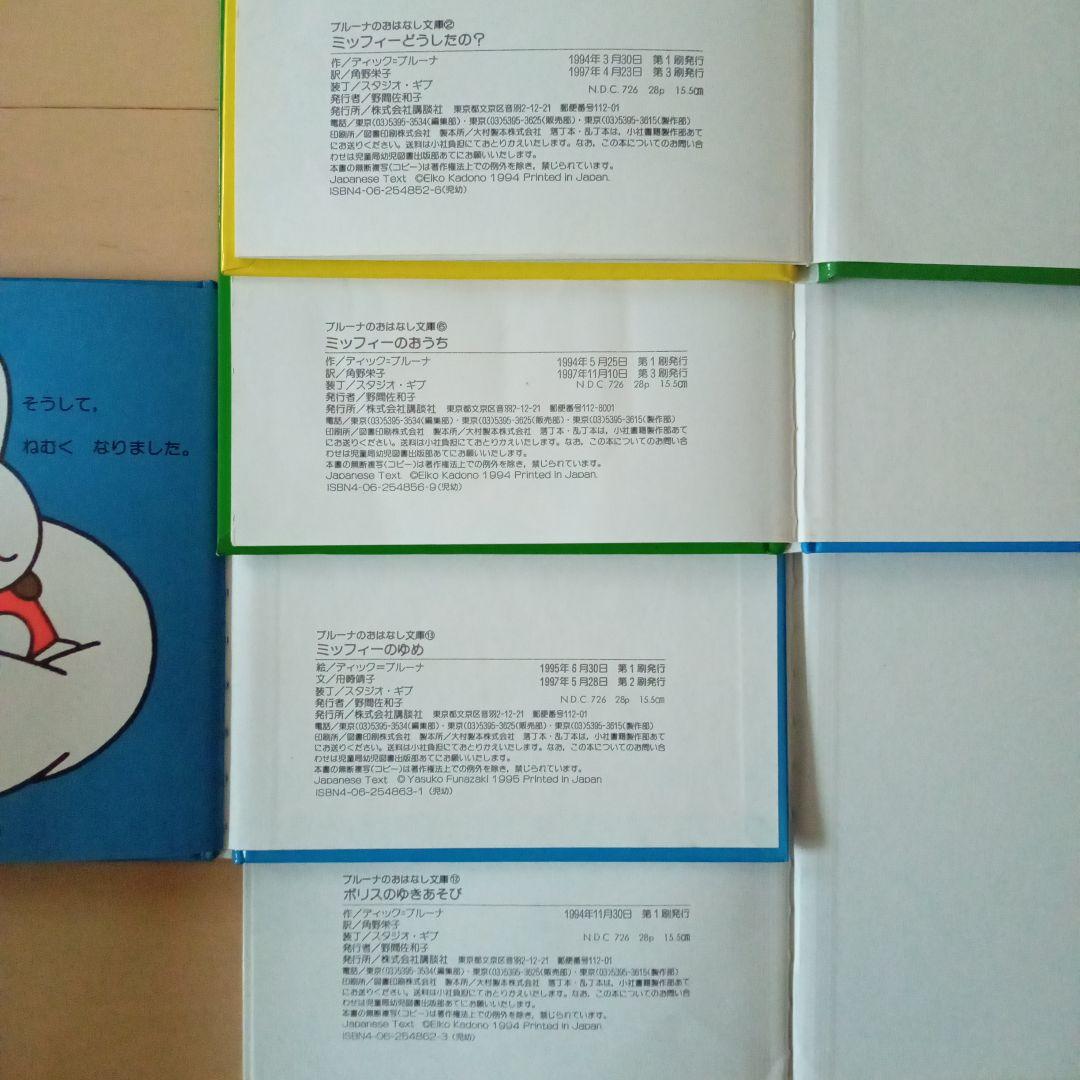 ブルーナのおはなし文庫②
ミッフィーどうしたの?
作/ディック=ブルーナ 1994年3月30日 第1刷発行
訳/角野栄子 1997年4月23日 第3刷発行
装丁/スタジオ・ギブ N.D.C. 726 28p 15.5㎝
発行者/野間佐和子
発行所/株式会社講談社 東京都文京区音羽2-12-21 郵便番号112-01
電話/東京(03)5395-3534(編集部)・東京(03)5395-3625(販売部)・東京(03)5395-3615(製作部)
印刷所/図書印刷株式会社 製本所/大村製本株式会社 落丁本・乱丁本は、小社書籍製作部あて
にお送りください。送料は小社負担にておとりかえいたします。なお、この本についてのお問い合
わせは児童局幼児図書出版部あてにお願いいたします。
本書の無断複写(コピー)は著作権法上での例外を除き、禁じられています。
Japanese Text ©Eiko Kadono 1994 Printed in Japan.
ISBN4-06-254852-6(児幼)
ブルーナのおはなし文庫⑥
ミッフィーのおうち
作/ディック=ブルーナ 1994年5月25日 第1刷発行
訳/角野栄子 1997年11月10日 第3刷発行
装丁/スタジオ・ギブ N.D.C. 726 28p 15.5㎝
発行者/野間佐和子
発行所/株式会社講談社 東京都文京区音羽2-12-21 郵便番号112-8001
電話/東京(03)5395-3534(編集部)・東京(03)5395-3625(販売部)・東京(03)5395-3615(製作部)
印刷所/図書印刷株式会社 製本所/大村製本株式会社 落丁本・乱丁本は、小社書籍製作部あて
にお送りください。送料は小社負担にておとりかえいたします。なお、この本についてのお問い合
わせは児童局幼児図書出版部あてにお願いいたします。
本書の無断複写(コピー)は著作権法上での例外を除き、禁じられています。
Japanese Text ©Eiko Kadono 1994 Printed in Japan.
ISBN4-06-254856-9(児幼)
そうして、
ねむく なりました。
ブルーナのおはなし文庫⑬
ミッフィーのゆめ
絵/ディック=ブルーナ 1995年6月30日 第1刷発行
文/舟崎靖子 1997年5月28日 第2刷発行
装丁/スタジオ・ギブ N.D.C. 726 28p 15.5㎝
発行者/野間佐和子
発行所/株式会社講談社 東京都文京区音羽2-12-21 郵便番号112-01
電話/東京(03)5395-3534(編集部)・東京(03)5395-3625(販売部)・東京(03)5395-3615(製作部)
印刷所/図書印刷株式会社 製本所/大村製本株式会社 落丁本・乱丁本は、小社書籍製作部あて
にお送りください。送料は小社負担にておとりかえいたします。なお、この本についてのお問い合
わせは児童局幼児図書出版部あてにお願いいたします。
本書の無断複写(コピー)は著作権法上での例外を除き、禁じられています。
Japanese Text ©Yasuko Funazaki 1995 Printed in Japan
ISBN4-06-254863-1 (児幼)
ブルーナのおはなし文庫⑫
ボリスのゆきあそび
作/ディック=ブルーナ 1994年11月30日 第1刷発行
訳/角野栄子
装丁/スタジオ・ギブ N.D.C. 726 28p 15.5㎝
発行者/野間佐和子
発行所/株式会社講談社 東京都文京区音羽2-12-21 郵便番号112-01
電話/東京(03)5395-3534(編集部)・東京(03)5395-3625(販売部)・東京(03)5395-3615(製作部)
印刷所/図書印刷株式会社 製本所/大村製本株式会社 落丁本・乱丁本は、小社書籍製作部あて
にお送りください。送料は小社負担にておとりかえいたします。なお、この本についてのお問い合
わせは児童局幼児図書出版部あてにお願いいたします。
本書の無断複写(コピー)は著作権法上での例外を除き、禁じられています。
Japanese Text ©Eiko Kadono 1994 Printed in Japan
ISBN4-06-254862-3 (児幼)